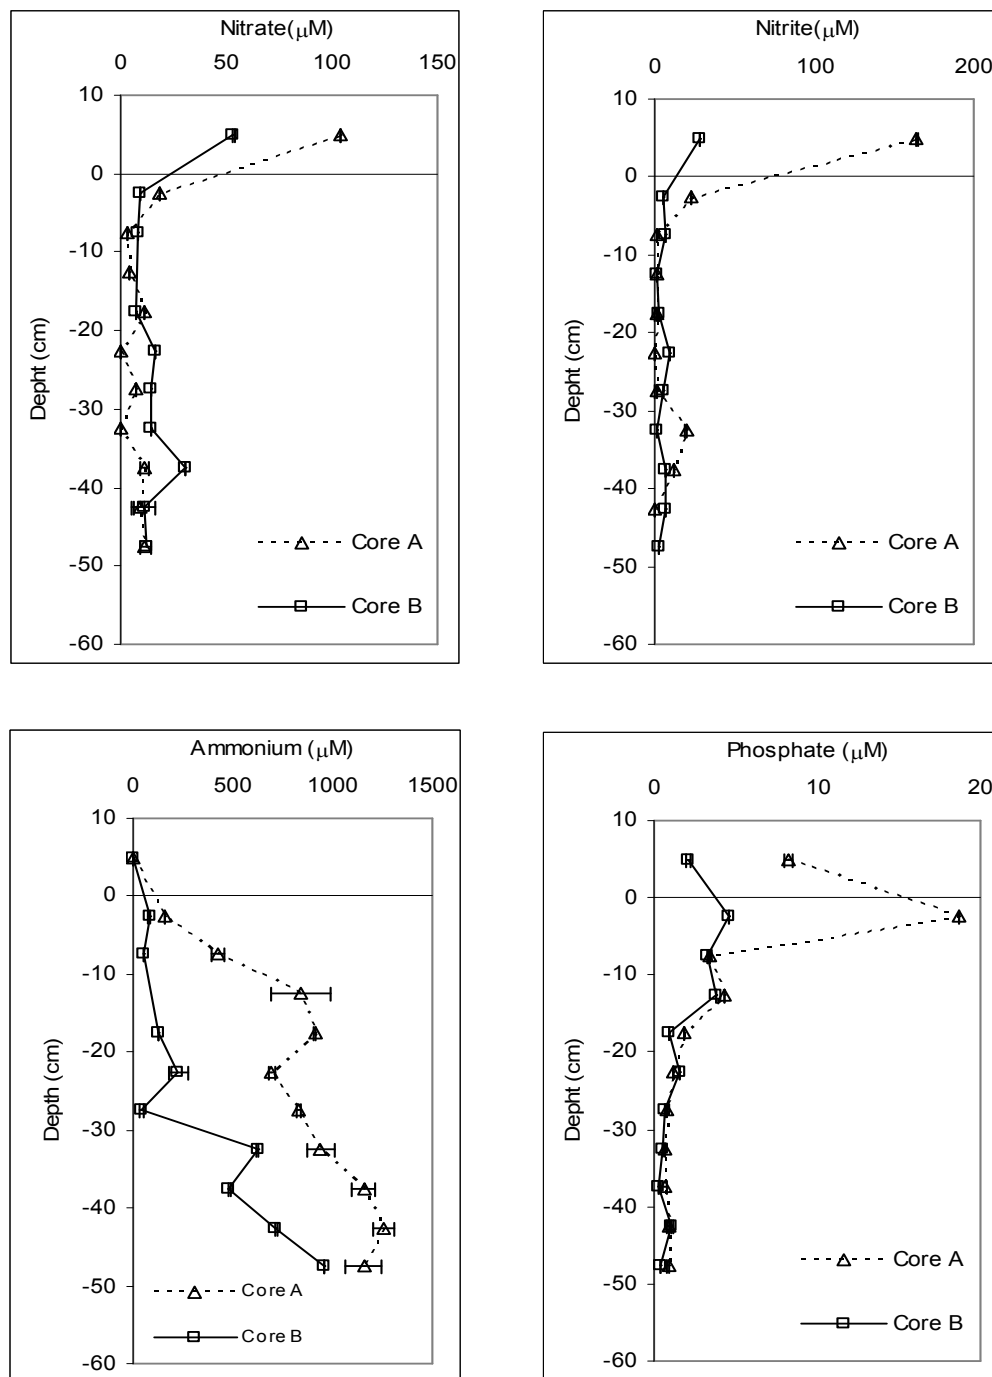 Nitrate(μM)
0 50 100 150
10
0
-10
-20
-30
-40
-50
-60
Depht (cm)
Core A
Core B
Nitrite(μM)
0 100 200
10
0
-10
-20
-30
-40
-50
-60
Depht (cm)
Core A
Core B
Ammonium (μM)
0 500 1000 1500
10
0
-10
-20
-30
-40
-50
-60
Depth (cm)
Core A
Core B
Phosphate (μM)
0 10 20
10
0
-10
-20
-30
-40
-50
-60
Depht (cm)
Core A
Core B